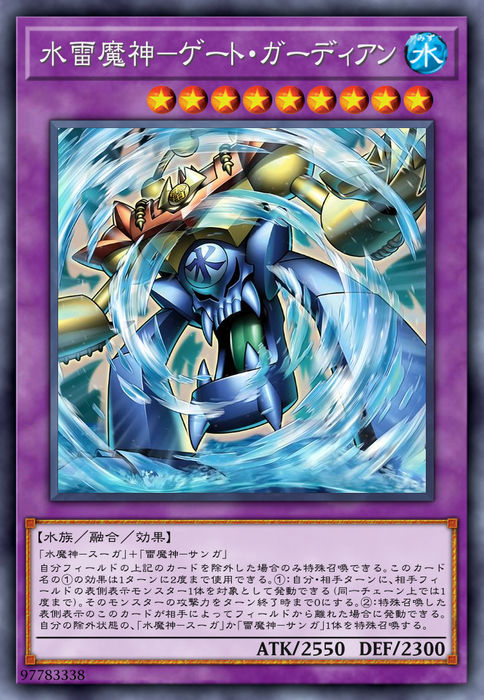 水雷魔神－ゲート・ガーディアン
みず
水
水
【水族／融合／効果】
「水魔神－スーガ」＋「雷魔神－サンガ」
自分フィールドの上記のカードを除外した場合のみ特殊召喚できる。このカード
名の①の効果は1ターンに2度まで使用できる。①：自分・相手ターンに、相手フィ
ールドの表側表示モンスター1体を対象として発動できる（同一チェーン上では1
度まで）。そのモンスターの攻撃力をターン終了時まで0にする。②：特殊召喚した
表側表示のこのカードが相手によってフィールドから離れた場合に発動できる。
自分の除外状態の、「水魔神－スーガ」か「雷魔神－サンガ」1体を特殊召喚する。
ATK/2550 DEF/2300
97783338